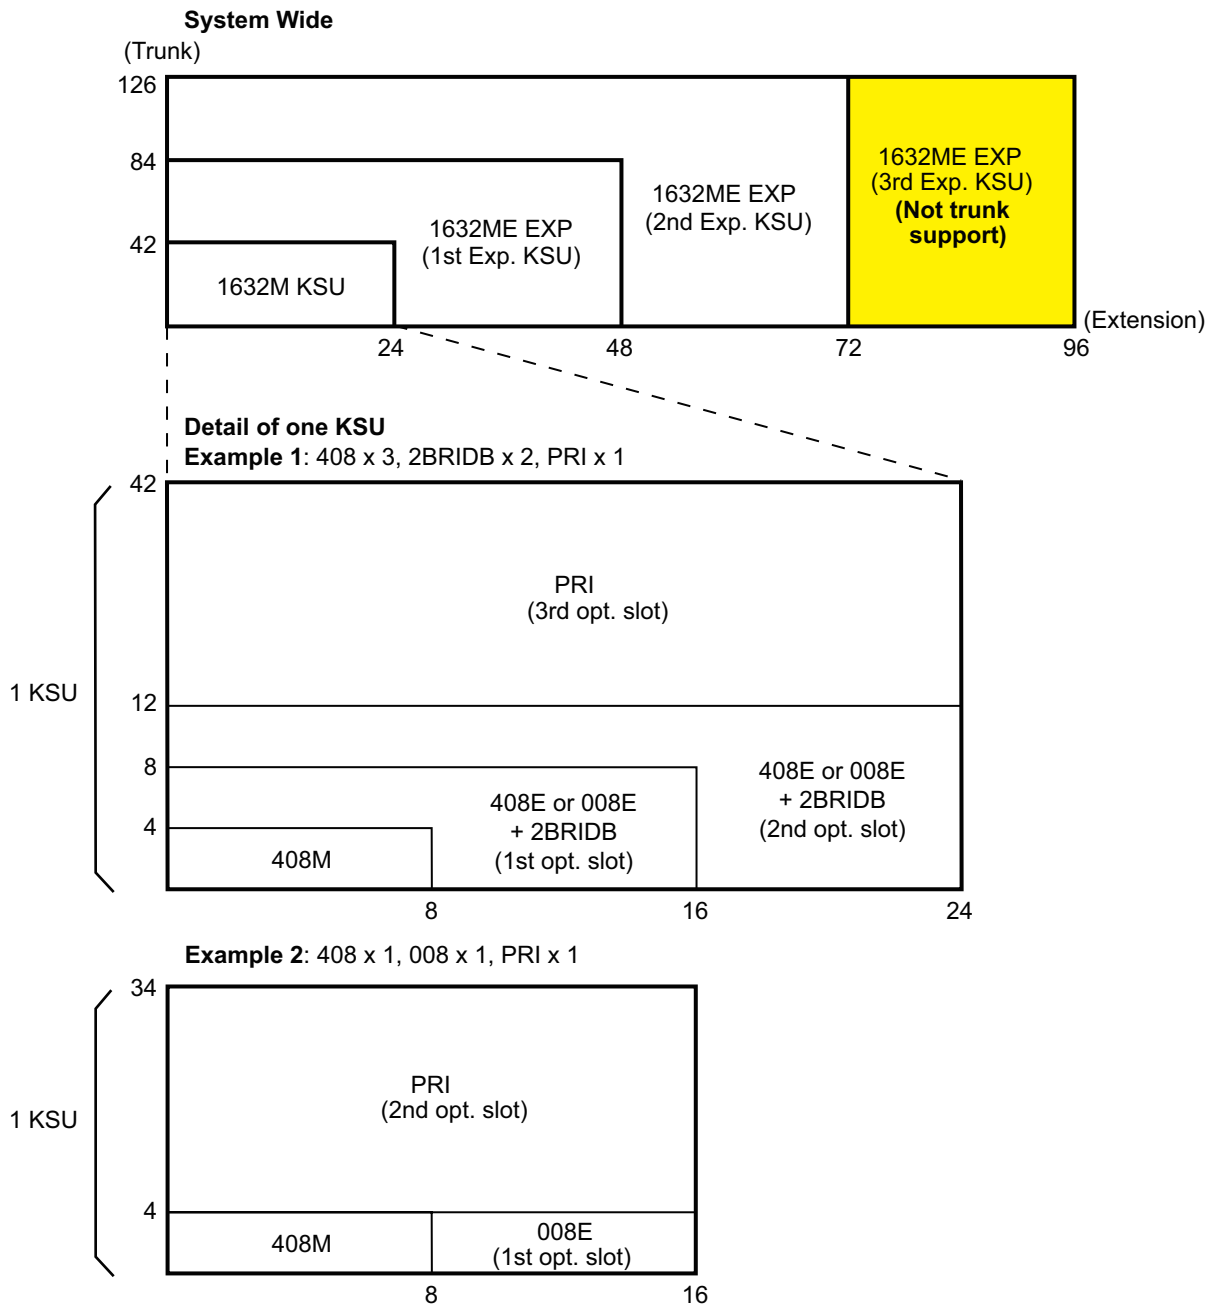 System Wide
(Trunk)
126
84
42
1632M KSU
1632ME EXP
(1st Exp. KSU)
1632ME EXP
(2nd Exp. KSU)
1632ME EXP
(3rd Exp. KSU)
(Not trunk
support)
(Extension)
24
48
72
96
Detail of one KSU
Example 1: 408 x 3, 2BRIDB x 2, PRI x 1
42
PRI
(3rd opt. slot)
1 KSU
12
8
4
408M
408E or 008E
+ 2BRIDB
(1st opt. slot)
408E or 008E
+ 2BRIDB
(2nd opt. slot)
8
16
24
Example 2: 408 x 1, 008 x 1, PRI x 1
34
PRI
(2nd opt. slot)
1 KSU
4
408M
008E
(1st opt. slot)
8
16